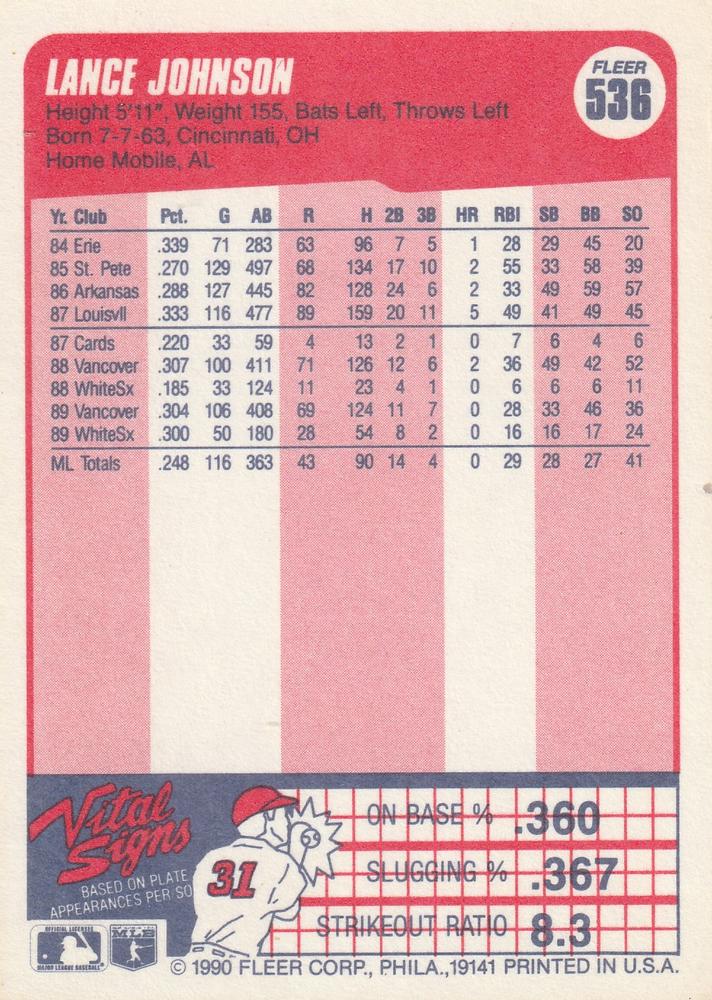 LANCE JOHNSON
FLEER
536
Height 5'11", Weight 155, Bats Left, Throws Left
Born 7-7-63, Cincinnati, OH
Home Mobile, AL
Yr. Club Pct. G AB R H 2B 3B HR RBI SB BB SO
84 Erie .339 71 283 63 96 7 5 1 28 29 45 20
85 St. Pete .270 129 497 68 134 17 10 2 55 33 58 39
86 Arkansas .288 127 445 82 128 24 6 2 33 49 59 57
87 Louisvll .333 116 477 89 159 20 11 5 49 41 49 45
87 Cards .220 33 59 4 13 2 1 0 7 6 4 6
88 Vancover .307 100 411 71 126 12 6 2 36 49 42 52
88 WhiteSx .185 33 124 11 23 4 1 0 6 6 6 11
89 Vancover .304 106 408 69 124 11 7 0 28 33 46 36
89 WhiteSx .300 50 180 28 54 8 2 0 16 16 17 24
ML Totals .248 116 363 43 90 14 4 0 29 28 27 41
Vital
Signs
BASED ON PLATE
APPEARANCES PER SO
31
ON BASE % .360
SLUGGING % .367
STRIKEOUT RATIO 8.3
OFFICIAL LICENSEE
MAJOR LEAGUE BASEBALL
MLB
© 1990 FLEER CORP., PHILA.,19141 PRINTED IN U.S.A.